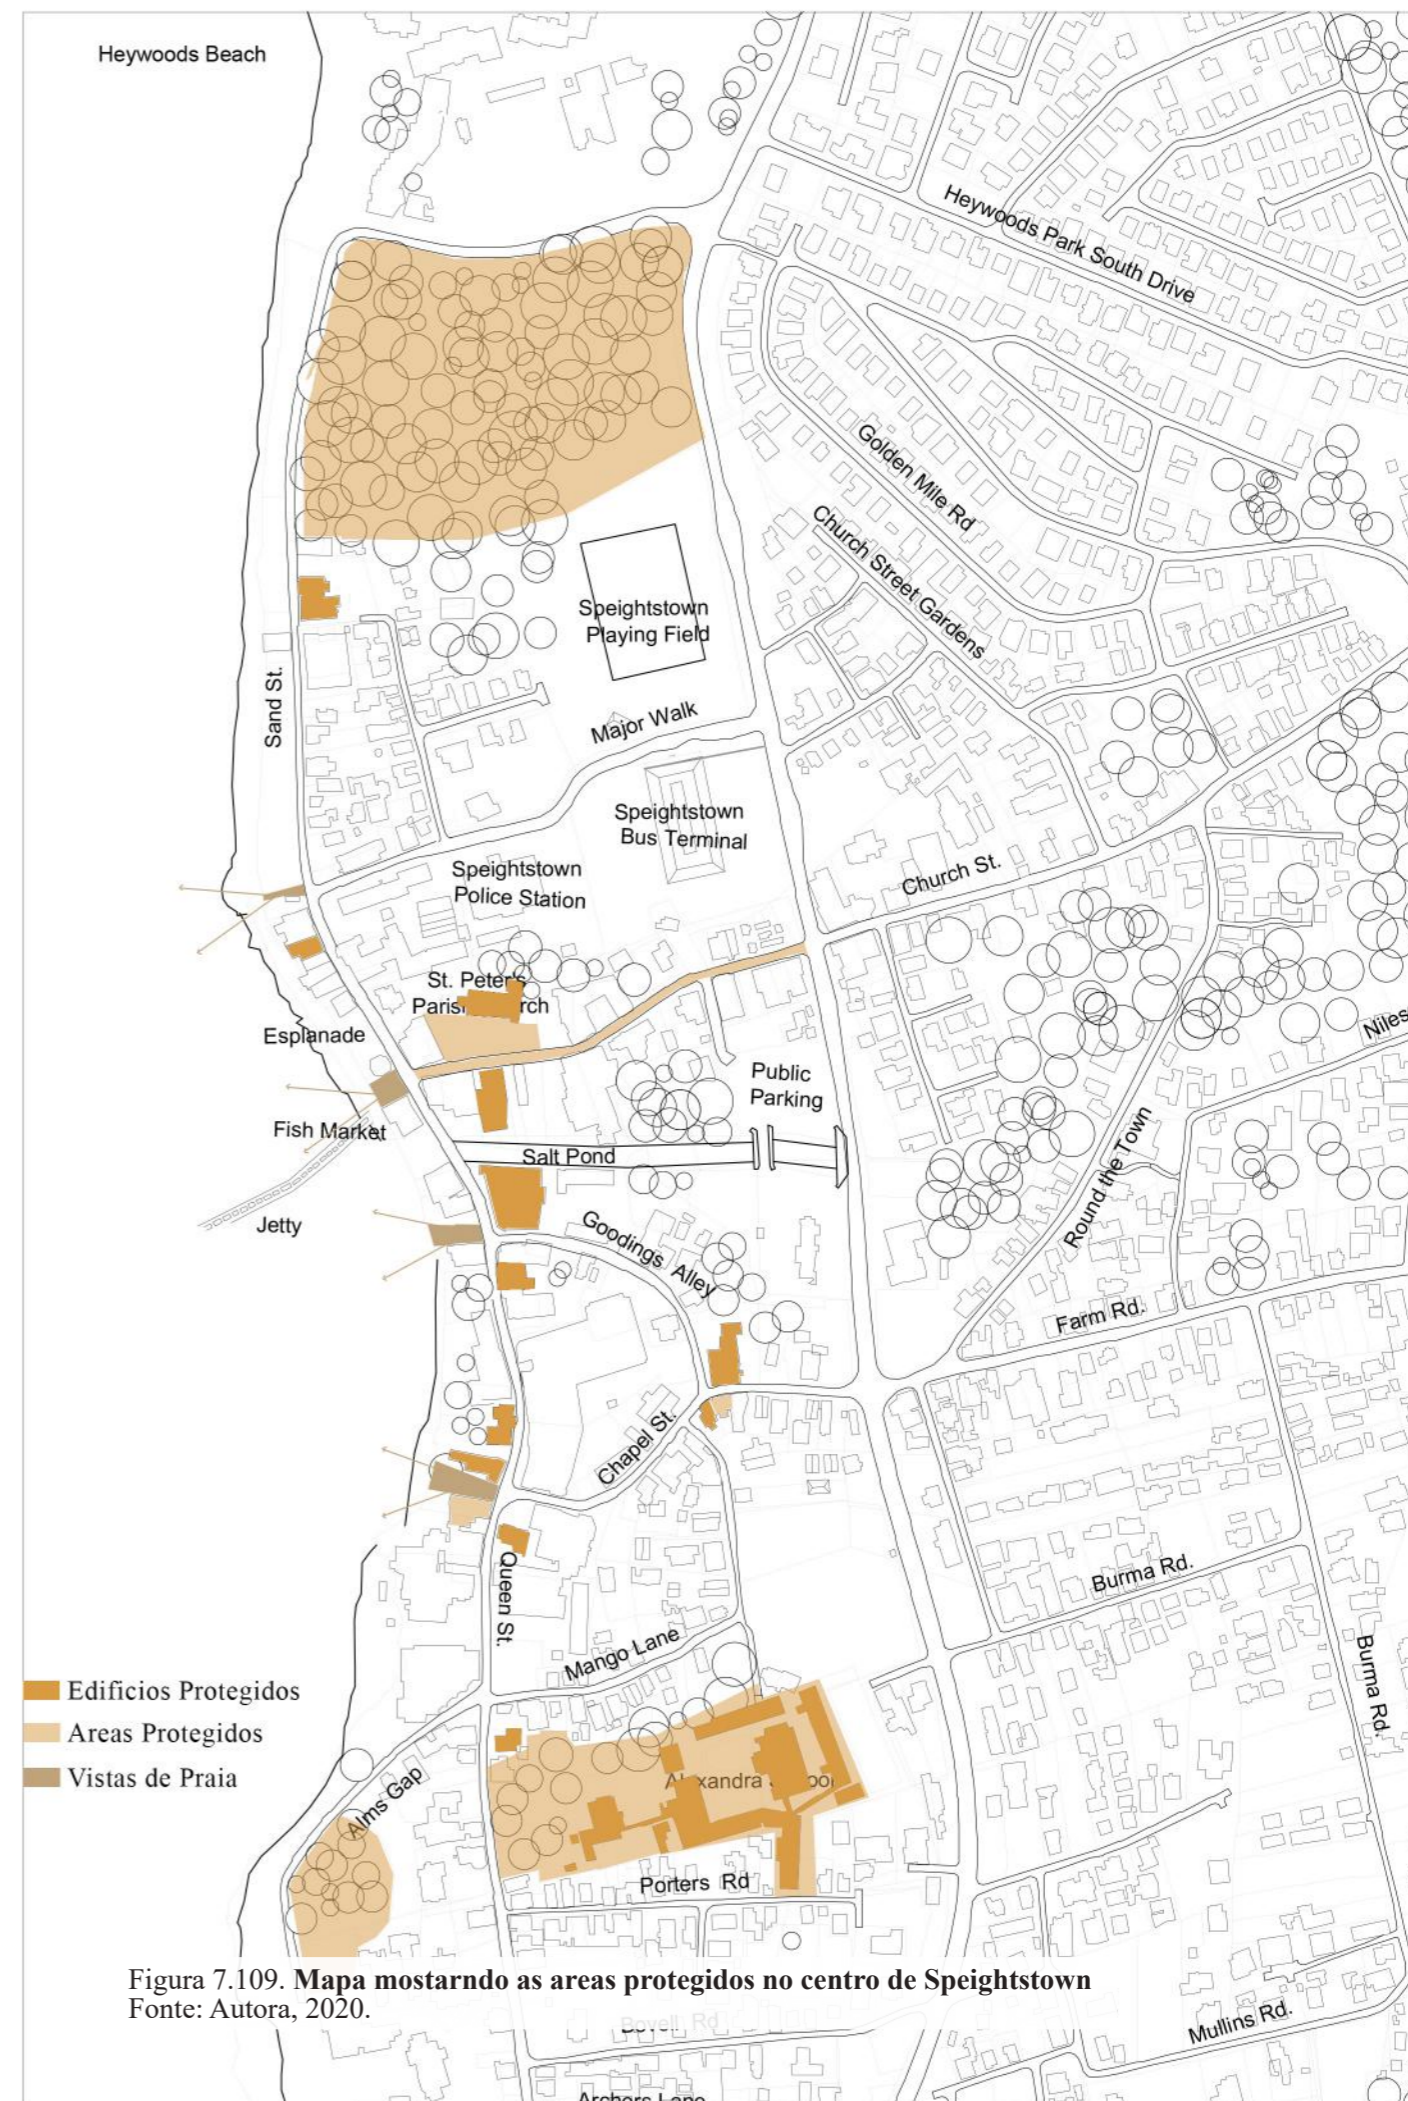 Heywoods Beach
Heywoods Park South Drive
Golden Mile Rd
Church Street Gardens
Speightstown
Playing Field
Sand St.
Major Walk
Speightstown
Bus Terminal
Speightstown
Police Station
Church St.
St. Peter's
Esplanade
Niles
Public
Parking
Fish Market
Salt Pond
Round the Town
Jetty
Goodings Alley
Farm Rd.
Chapel St.
Queen St.
Burma Rd.
Mango Lane
Burma Rd.
Edificios Protegidos
Areas Protegidos
Vistas de Praia
Alms Gap
Porters Rd
Figura 7.109. Mapa mostarndo as areas protegidos no centro de Speightstown
Fonte: Autora, 2020.
Mullins Rd.
Archers Lane